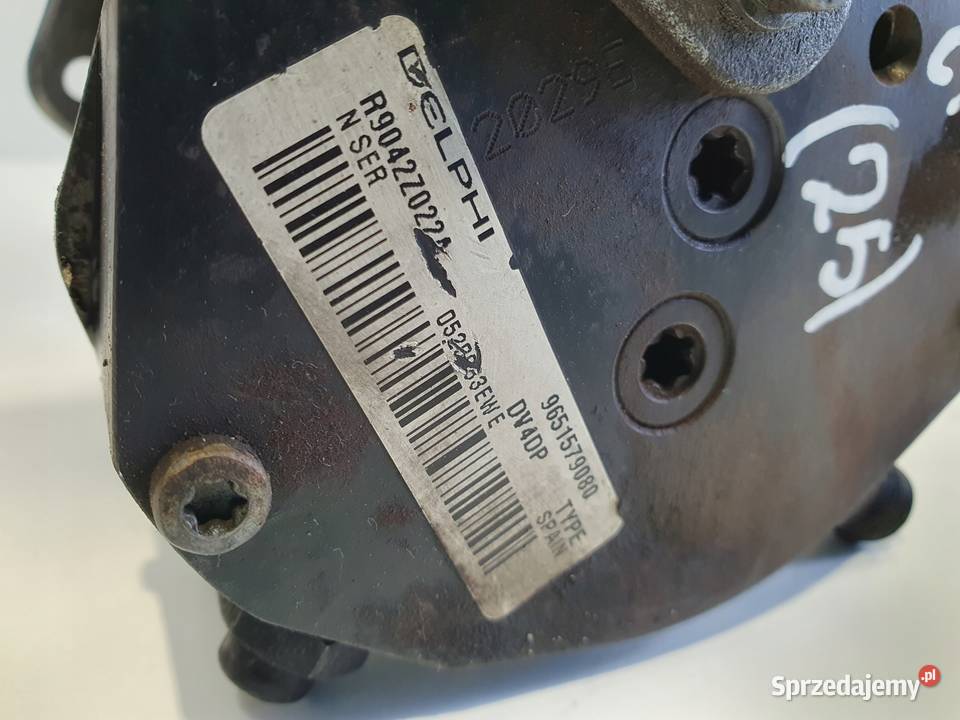 DELPHI
R9042Z022A
N SER
9651579080 TYPE
DV4DP SPAIN
20295
(25)
Sprzedajemy.pl